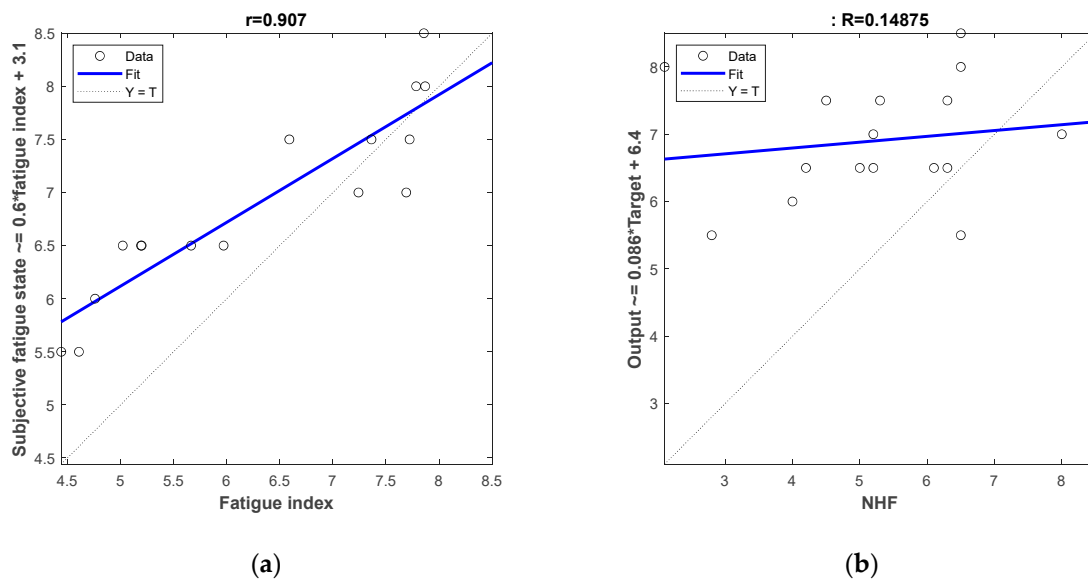 r=0.907
Subjective fatigue state ~= 0.6*fatigue index + 3.1
8.5
8
7.5
7
6.5
6
5.5
5
4.5
Data
Fit
Y = T
4.5 5 5.5 6 6.5 7 7.5 8 8.5
Fatigue index
(a)
: R=0.14875
Output ~= 0.086*Target + 6.4
8
7
6
5
4
3
Data
Fit
Y = T
3 4 5 6 7 8
NHF
(b)